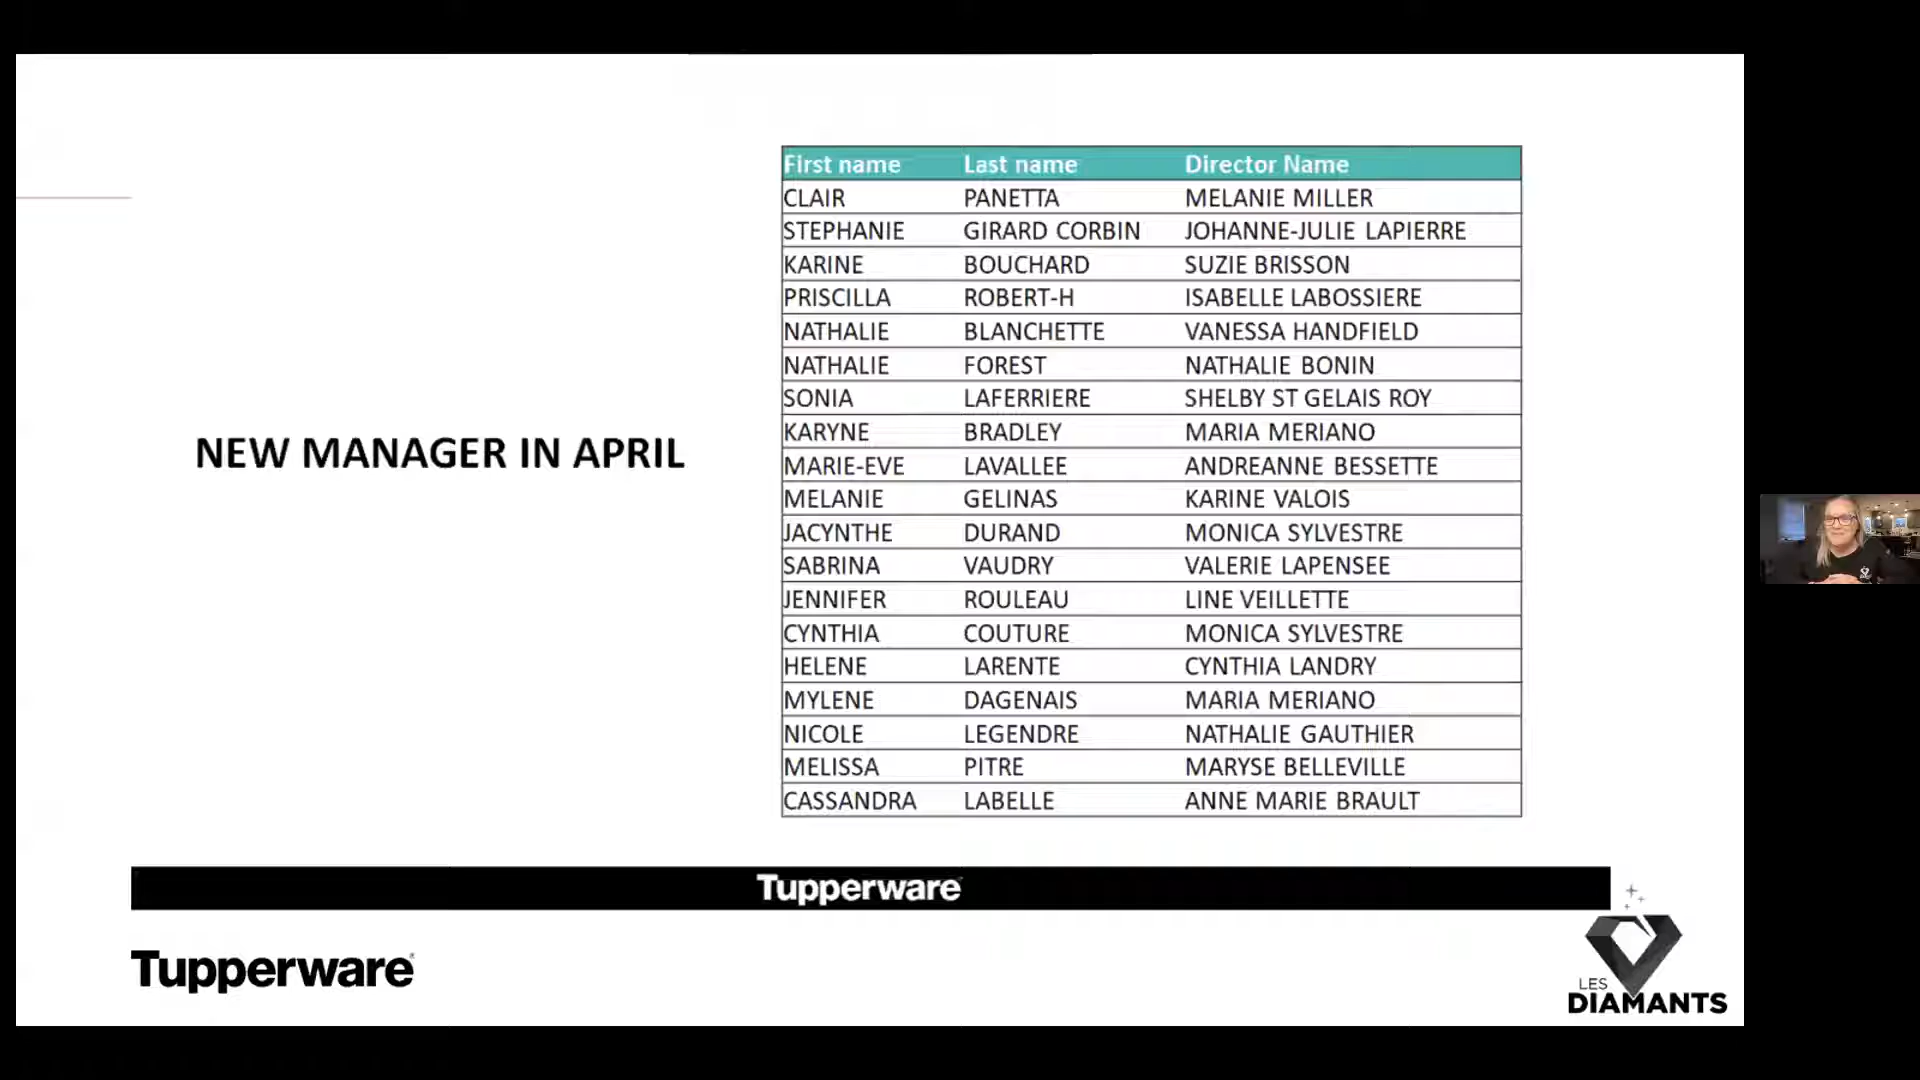 First name Last name Director Name
CLAIR PANETTA MELANIE MILLER
STEPHANIE GIRARD CORBIN JOHANNE-JULIE LAPIERRE
KARINE BOUCHARD SUZIE BRISSON
PRISCILLA ROBERT-H ISABELLE LABOSSIERE
NATHALIE BLANCHETTE VANESSA HANDFIELD
NATHALIE FOREST NATHALIE BONIN
SONIA LAFERRIERE SHELBY ST GELAIS ROY
KARYNE BRADLEY MARIA MERIANO
MARIE-EVE LAVALLEE ANDREANNE BESSETTE
MELANIE GELINAS KARINE VALOIS
JACYNTHE DURAND MONICA SYLVESTRE
SABRINA VAUDRY VALERIE LAPENSEE
JENNIFER ROULEAU LINE VEILLETTE
CYNTHIA COUTURE MONICA SYLVESTRE
HELENE LARENTE CYNTHIA LANDRY
MYLENE DAGENAIS MARIA MERIANO
NICOLE LEGENDRE NATHALIE GAUTHIER
MELISSA PITRE MARYSE BELLEVILLE
CASSANDRA LABELLE ANNE MARIE BRAULT
NEW MANAGER IN APRIL
Tupperware
Tupperware
LES
DIAMANTS